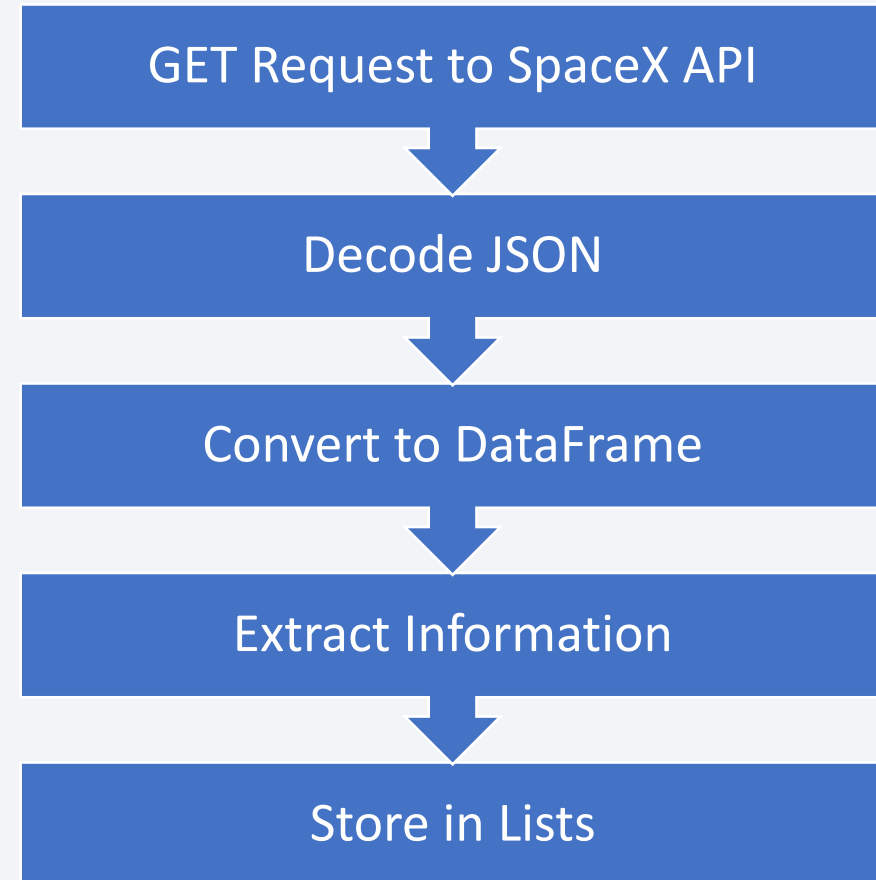 GET Request to SpaceX API
Decode JSON
Convert to DataFrame
Extract Information
Store in Lists